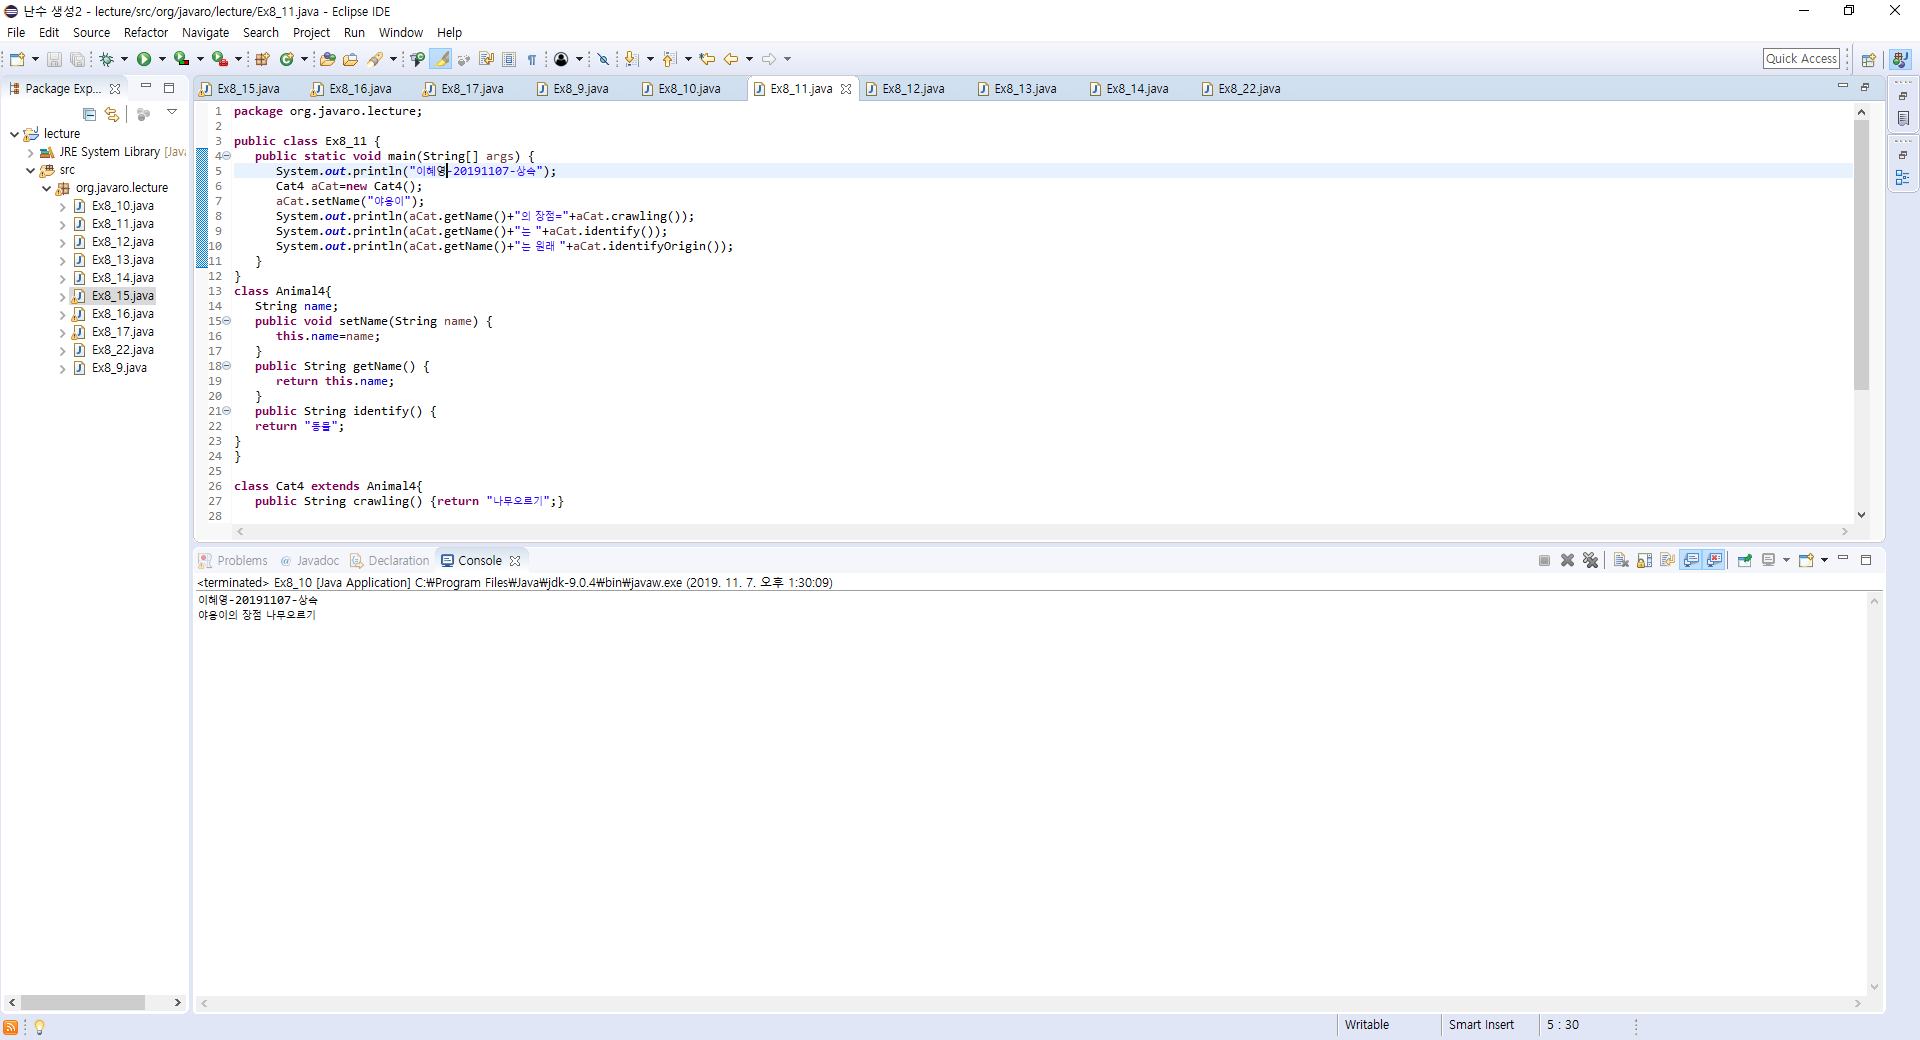 난수 생성2 - lecture/src/org/javaro/lecture/Ex8_11.java - Eclipse IDE
File Edit Source Refactor Navigate Search Project Run Window Help
Quick Access
Package Exp...
Ex8_15.java Ex8_16.java Ex8_17.java Ex8_9.java Ex8_10.java Ex8_11.java Ex8_12.java Ex8_13.java Ex8_14.java Ex8_22.java
lecture
JRE System Library [Java
src
org.javaro.lecture
Ex8_10.java
Ex8_11.java
Ex8_12.java
Ex8_13.java
Ex8_14.java
Ex8_15.java
Ex8_16.java
Ex8_17.java
Ex8_22.java
Ex8_9.java
1 package org.javaro.lecture;
2
3 public class Ex8_11 {
4 public static void main(String[] args) {
5 System.out.println("이혜영-20191107-상속");
6 Cat4 aCat=new Cat4();
7 aCat.setName("야옹이");
8 System.out.println(aCat.getName()+"의 장점="+aCat.crawling());
9 System.out.println(aCat.getName()+"는 "+aCat.identify());
10 System.out.println(aCat.getName()+"는 원래 "+aCat.identifyOrigin());
11 }
12 }
13 class Animal4{
14 String name;
15 public void setName(String name) {
16 this.name=name;
17 }
18 public String getName() {
19 return this.name;
20 }
21 public String identify() {
22 return "동물";
23 }
24 }
25
26 class Cat4 extends Animal4{
27 public String crawling() {return "나무오르기";}
28
Problems Javadoc Declaration Console
<terminated> Ex8_10 [Java Application] C:₩Program Files₩Java₩jdk-9.0.4₩bin₩javaw.exe (2019. 11. 7. 오후 1:30:09)
이혜영-20191107-상속
야옹이의 장점 나무오르기
Writable Smart Insert 5 : 30